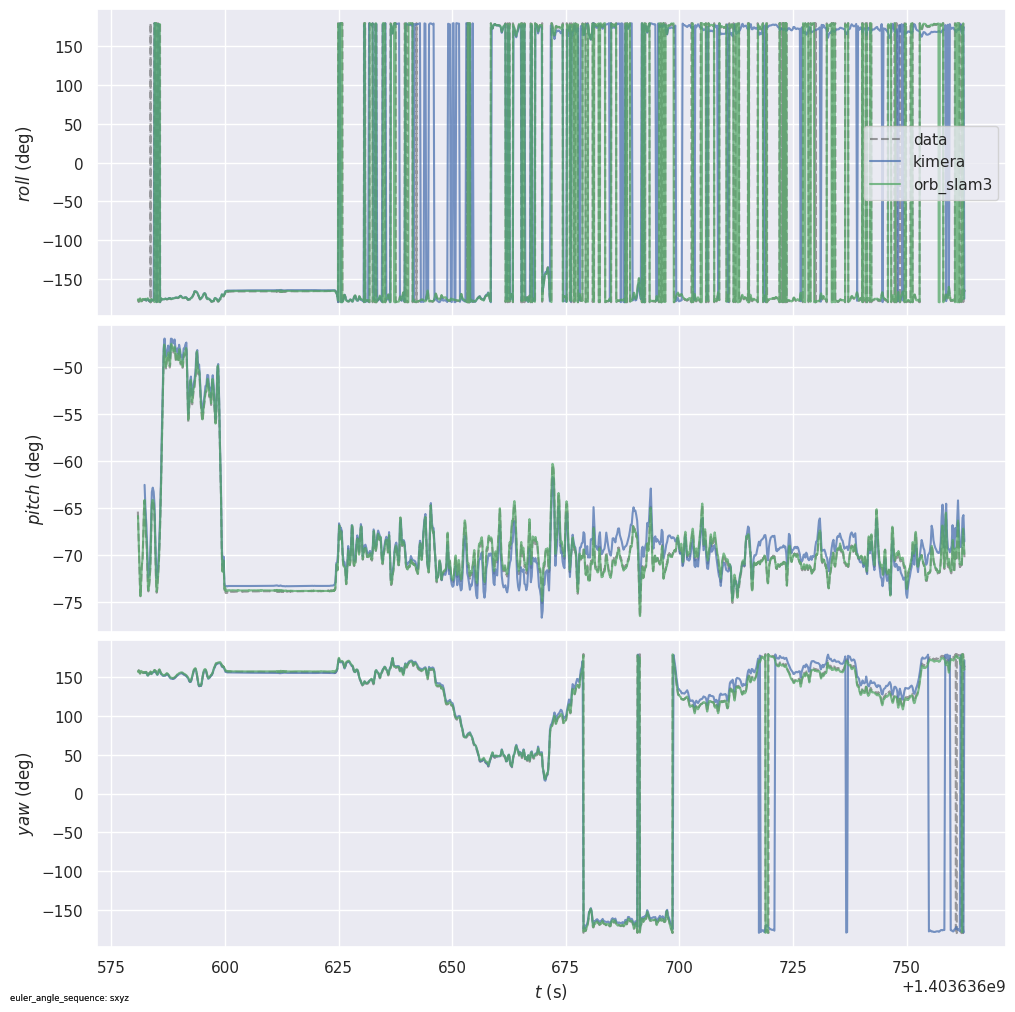 150
100
50
0
−50
−100
−150
roll (deg)
data
kimera
orb_slam3
−50
−55
−60
−65
−70
−75
pitch (deg)
150
100
50
0
−50
−100
−150
yaw (deg)
575 600 625 650 675 700 725 750
t (s)
+1.403636e9
euler_angle_sequence: sxyz